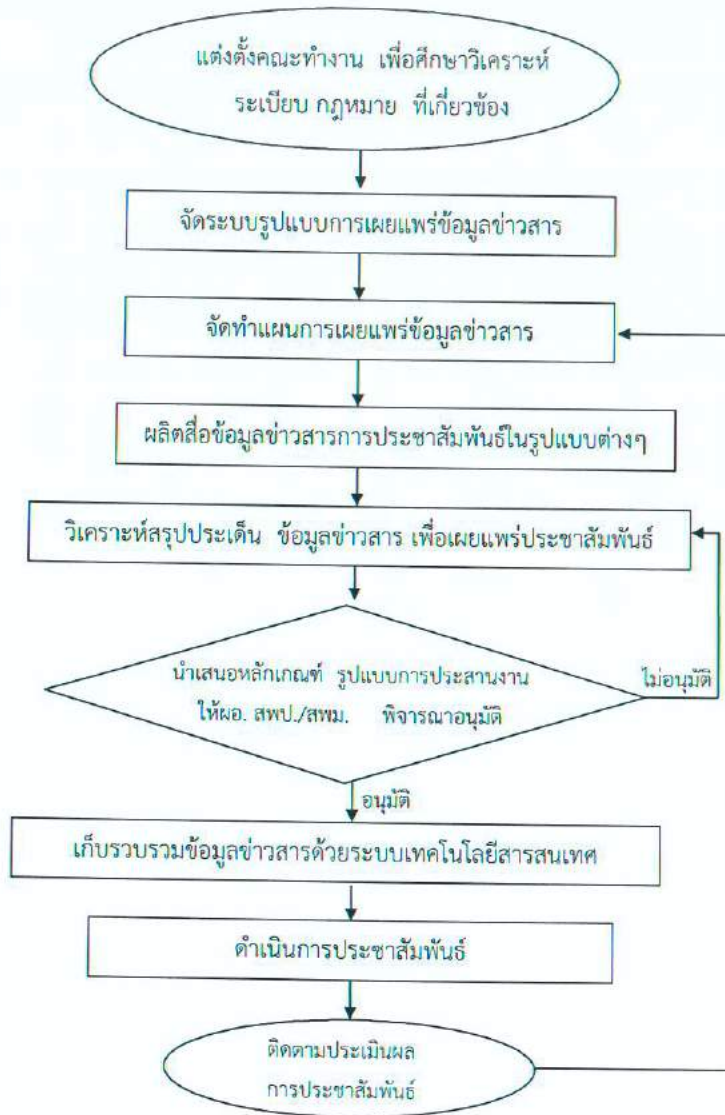 แต่งตั้งคณะทำงาน เพื่อศึกษาวิเคราะห์
ระเบียบ กฎหมาย ที่เกี่ยวข้อง
จัดระบบรูปแบบการเผยแพร่ข้อมูลข่าวสาร
จัดทำแผนการเผยแพร่ข้อมูลข่าวสาร
ผลิตสื่อข้อมูลข่าวสารการประชาสัมพันธ์ในรูปแบบต่างๆ
วิเคราะห์สรุปประเด็น ข้อมูลข่าวสาร เพื่อเผยแพร่ประชาสัมพันธ์
นำเสนอหลักเกณฑ์ รูปแบบการประสานงาน
ให้ผอ. สพป./สพม. พิจารณาอนุมัติ
ไม่อนุมัติ
อนุมัติ
เก็บรวบรวมข้อมูลข่าวสารด้วยระบบเทคโนโลยีสารสนเทศ
ดำเนินการประชาสัมพันธ์
ติดตามประเมินผล
การประชาสัมพันธ์